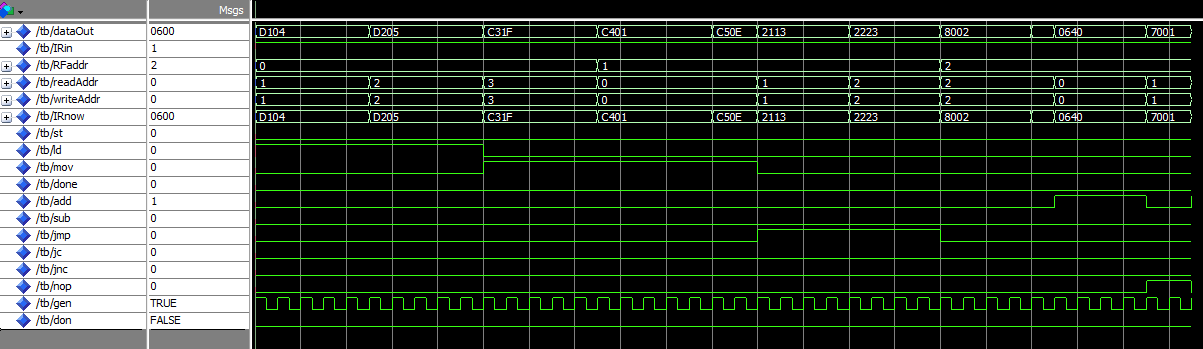 Msgs
/tb/dataOut 0600 D104 D205 C31F C401 C50E 2113 2223 8002 0640 7001
/tb/IRin 1
/tb/RFaddr 2 0 1 2
/tb/readAddr 0 1 2 3 0 1 2 2 0 1
/tb/writeAddr 0 1 2 3 0 1 2 2 0 1
/tb/IRnow 0600 D104 D205 C31F C401 C50E 2113 2223 8002 0640 7001
/tb/st 0
/tb/ld 0
/tb/mov 0
/tb/done 0
/tb/add 1
/tb/sub 0
/tb/jmp 0
/tb/jc 0
/tb/jnc 0
/tb/nop 0
/tb/gen TRUE
/tb/don FALSE